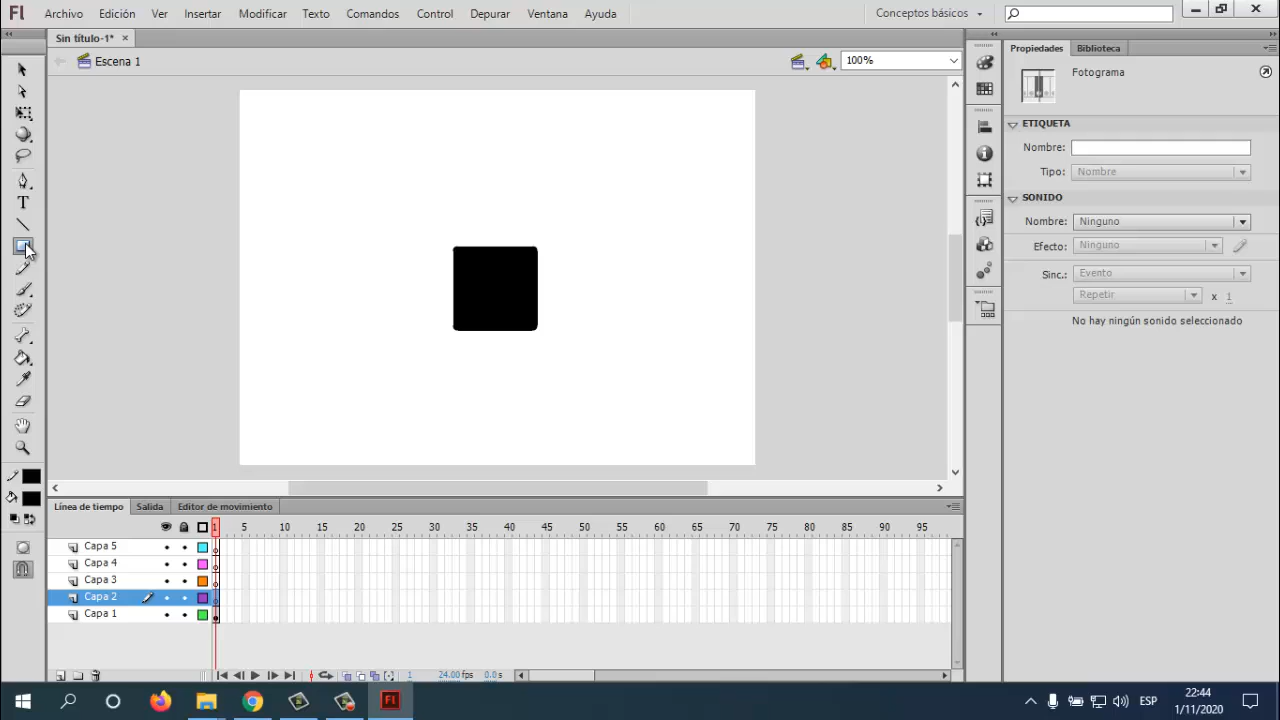 Fl Archivo Edición Ver Insertar Modificar Texto Comandos Control Depurar Ventana Ayuda Conceptos básicos
Sin título-1*
Escena 1 100%
Propiedades Biblioteca
Fotograma
ETIQUETA
Nombre:
Tipo: Nombre
SONIDO
Nombre: Ninguno
Efecto: Ninguno
Sinc.: Evento
Repetir x 1
No hay ningún sonido seleccionado
T
Línea de tiempo Salida Editor de movimiento
1 5 10 15 20 25 30 35 40 45 50 55 60 65 70 75 80 85 90 95
Capa 5
Capa 4
Capa 3
Capa 2
Capa 1
1 24.00 fps 0.0 s
Fl ESP 22:44
1/11/2020